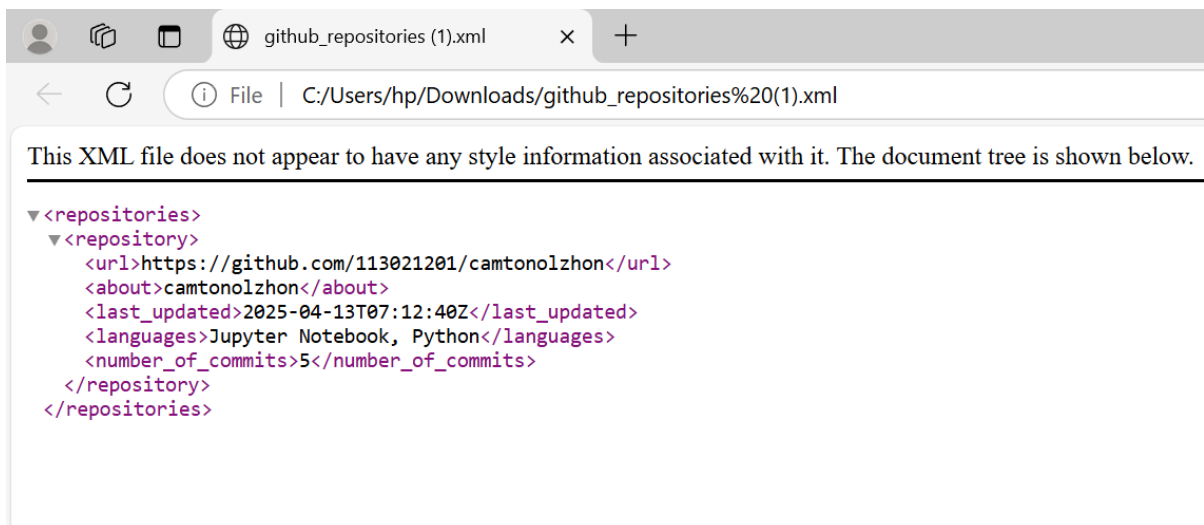 github_repositories (1).xml
File | C:/Users/hp/Downloads/github_repositories%20(1).xml
This XML file does not appear to have any style information associated with it. The document tree is shown below.
<repositories>
<repository>
<url>https://github.com/113021201/camtonolzhon</url>
<about>camtonolzhon</about>
<last_updated>2025-04-13T07:12:40Z</last_updated>
<languages>Jupyter Notebook, Python</languages>
<number_of_commits>5</number_of_commits>
</repository>
</repositories>